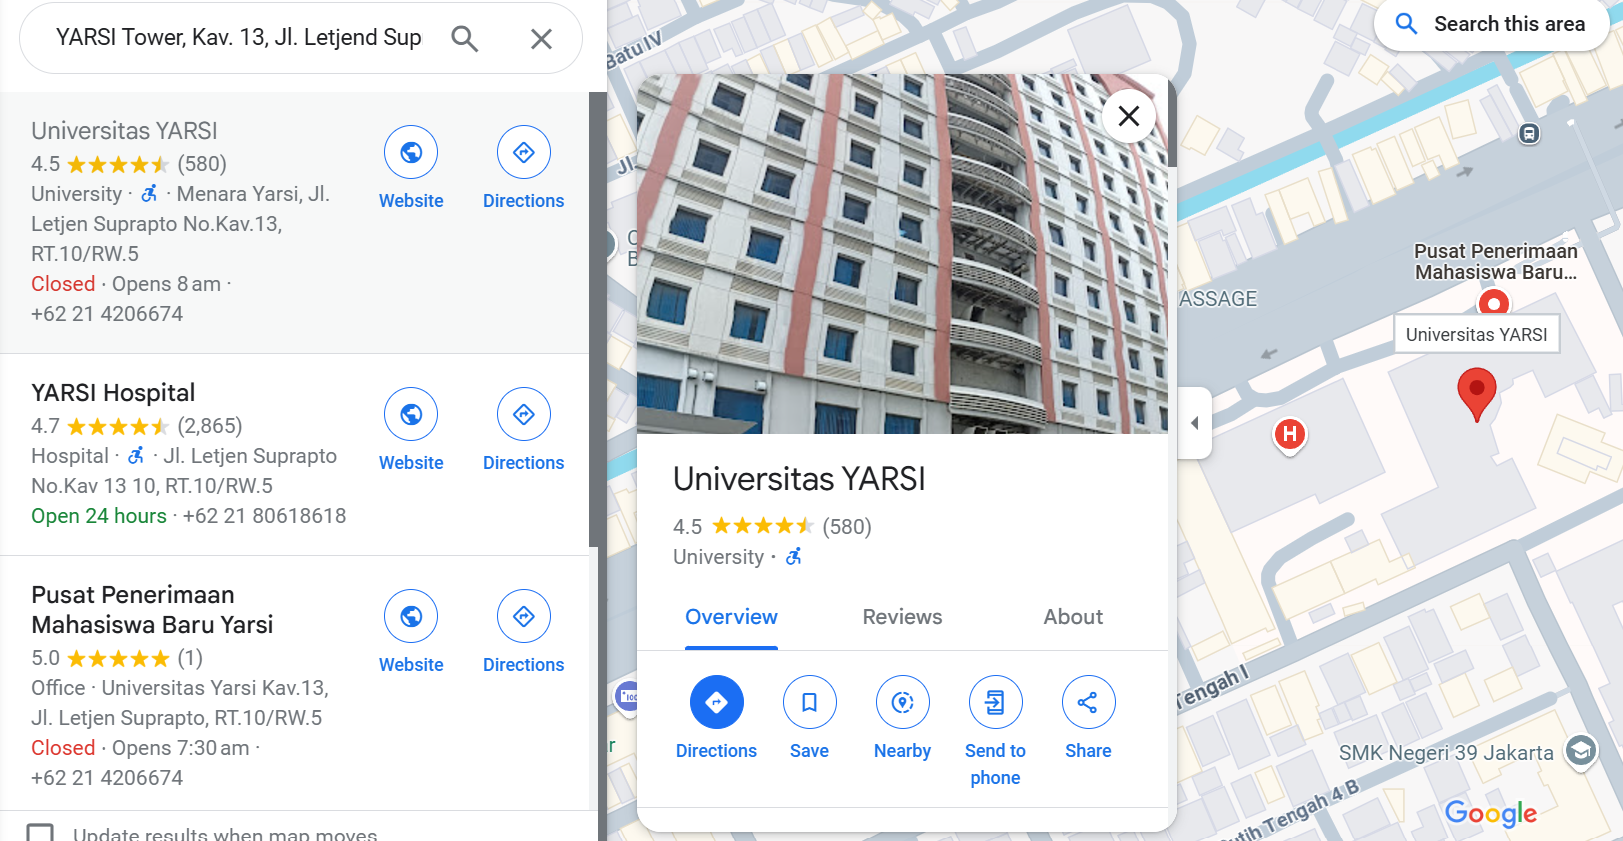 YARSI Tower, Kav. 13, Jl. Letjend Sup
Universitas YARSI
4.5 (580)
University · · Menara Yarsi, Jl.
Letjen Suprapto No.Kav.13,
RT.10/RW.5
Closed · Opens 8 am ·
+62 21 4206674
Website
Directions
YARSI Hospital
4.7 (2,865)
Hospital · · Jl. Letjen Suprapto
No.Kav 13 10, RT.10/RW.5
Open 24 hours · +62 21 80618618
Website
Directions
Pusat Penerimaan
Mahasiswa Baru Yarsi
5.0 (1)
Office · Universitas Yarsi Kav.13,
Jl. Letjen Suprapto, RT.10/RW.5
Closed · Opens 7:30 am ·
+62 21 4206674
Website
Directions
Update results when map moves
Universitas YARSI
4.5 (580)
University ·
Overview
Reviews
About
Directions
Save
Nearby
Send to
phone
Share
Search this area
Batu IV
Jl.
ASSAGE
Pusat Penerimaan
Mahasiswa Baru...
Universitas YARSI
H
Tengah I
SMK Negeri 39 Jakarta
utih Tengah 4 B
Google